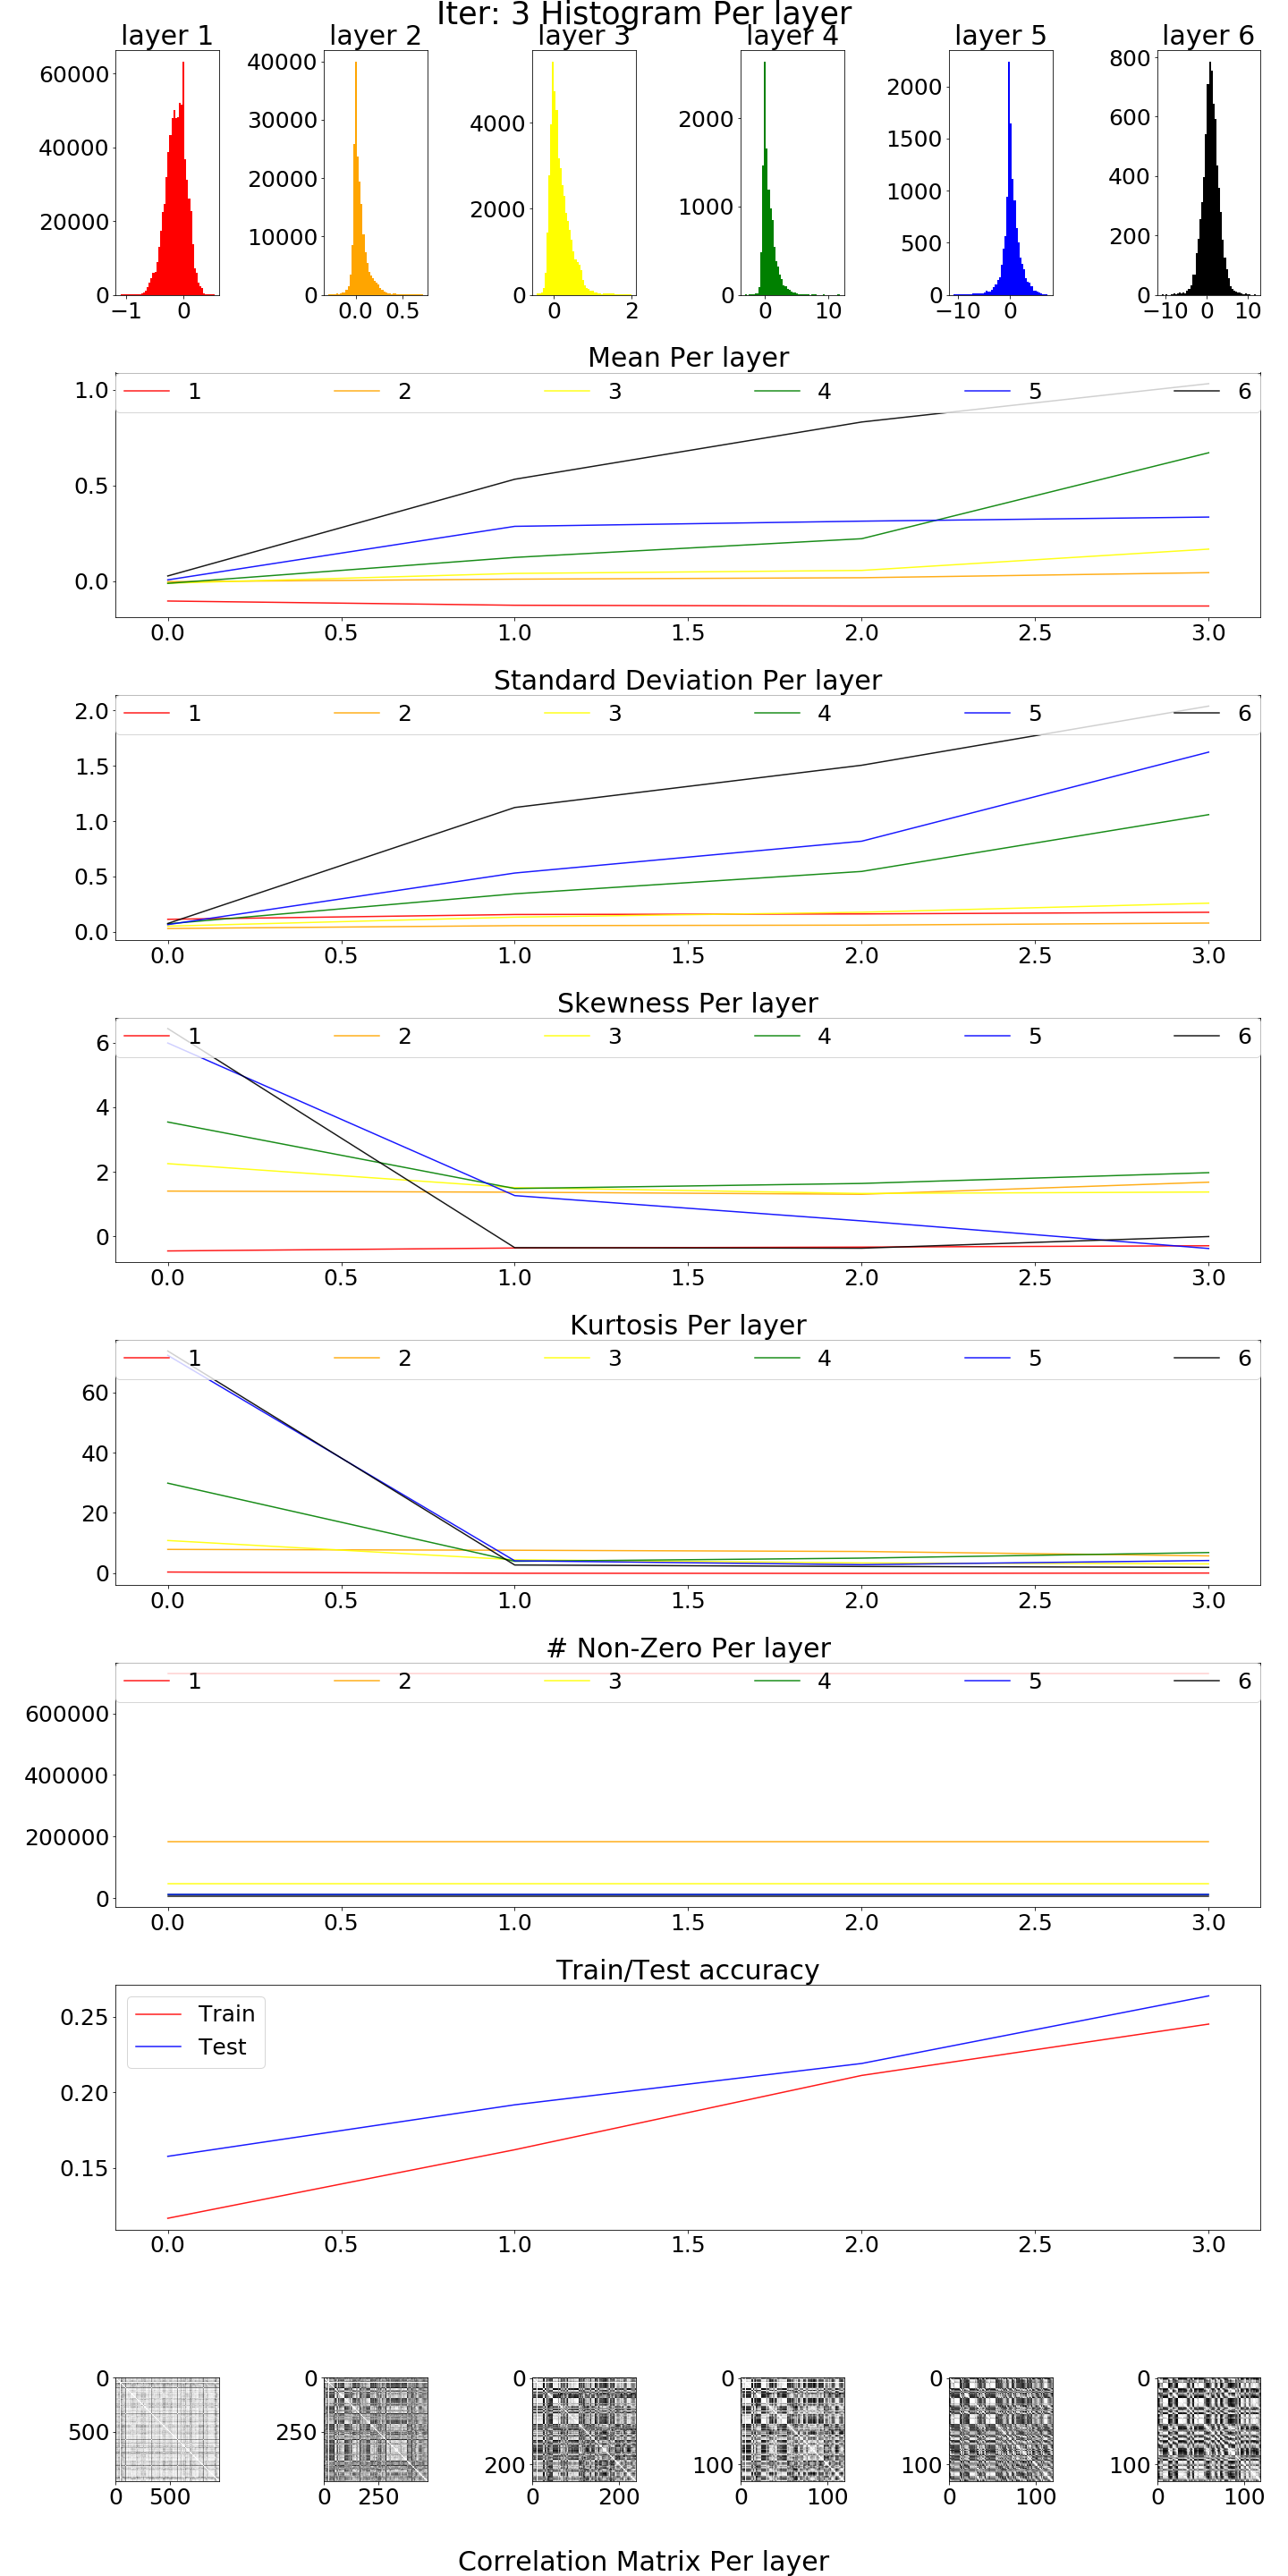 Iter: 3 Histogram Per layer
layer 1 layer 2 layer 3 layer 4 layer 5 layer 6
60000 40000 20000 0
−1 0
40000 30000 20000 10000 0
0.0 0.5
4000 2000 0
0 2
2000 1000 0
0 10
2000 1500 1000 500 0
−10 0
800 600 400 200 0
−10 0 10
Mean Per layer
1 2 3 4 5 6
1.0
0.5
0.0
0.0 0.5 1.0 1.5 2.0 2.5 3.0
Standard Deviation Per layer
1 2 3 4 5 6
2.0
1.5
1.0
0.5
0.0
0.0 0.5 1.0 1.5 2.0 2.5 3.0
Skewness Per layer
1 2 3 4 5 6
6
4
2
0
0.0 0.5 1.0 1.5 2.0 2.5 3.0
Kurtosis Per layer
1 2 3 4 5 6
60
40
20
0
0.0 0.5 1.0 1.5 2.0 2.5 3.0
# Non-Zero Per layer
1 2 3 4 5 6
600000
400000
200000
0
0.0 0.5 1.0 1.5 2.0 2.5 3.0
Train/Test accuracy
Train
Test
0.25
0.20
0.15
0.0 0.5 1.0 1.5 2.0 2.5 3.0
0 500
0 500
0 250
0 250
0 200
0 200
0 100
0 100
0 100
0 100
0 100
0 100
Correlation Matrix Per layer